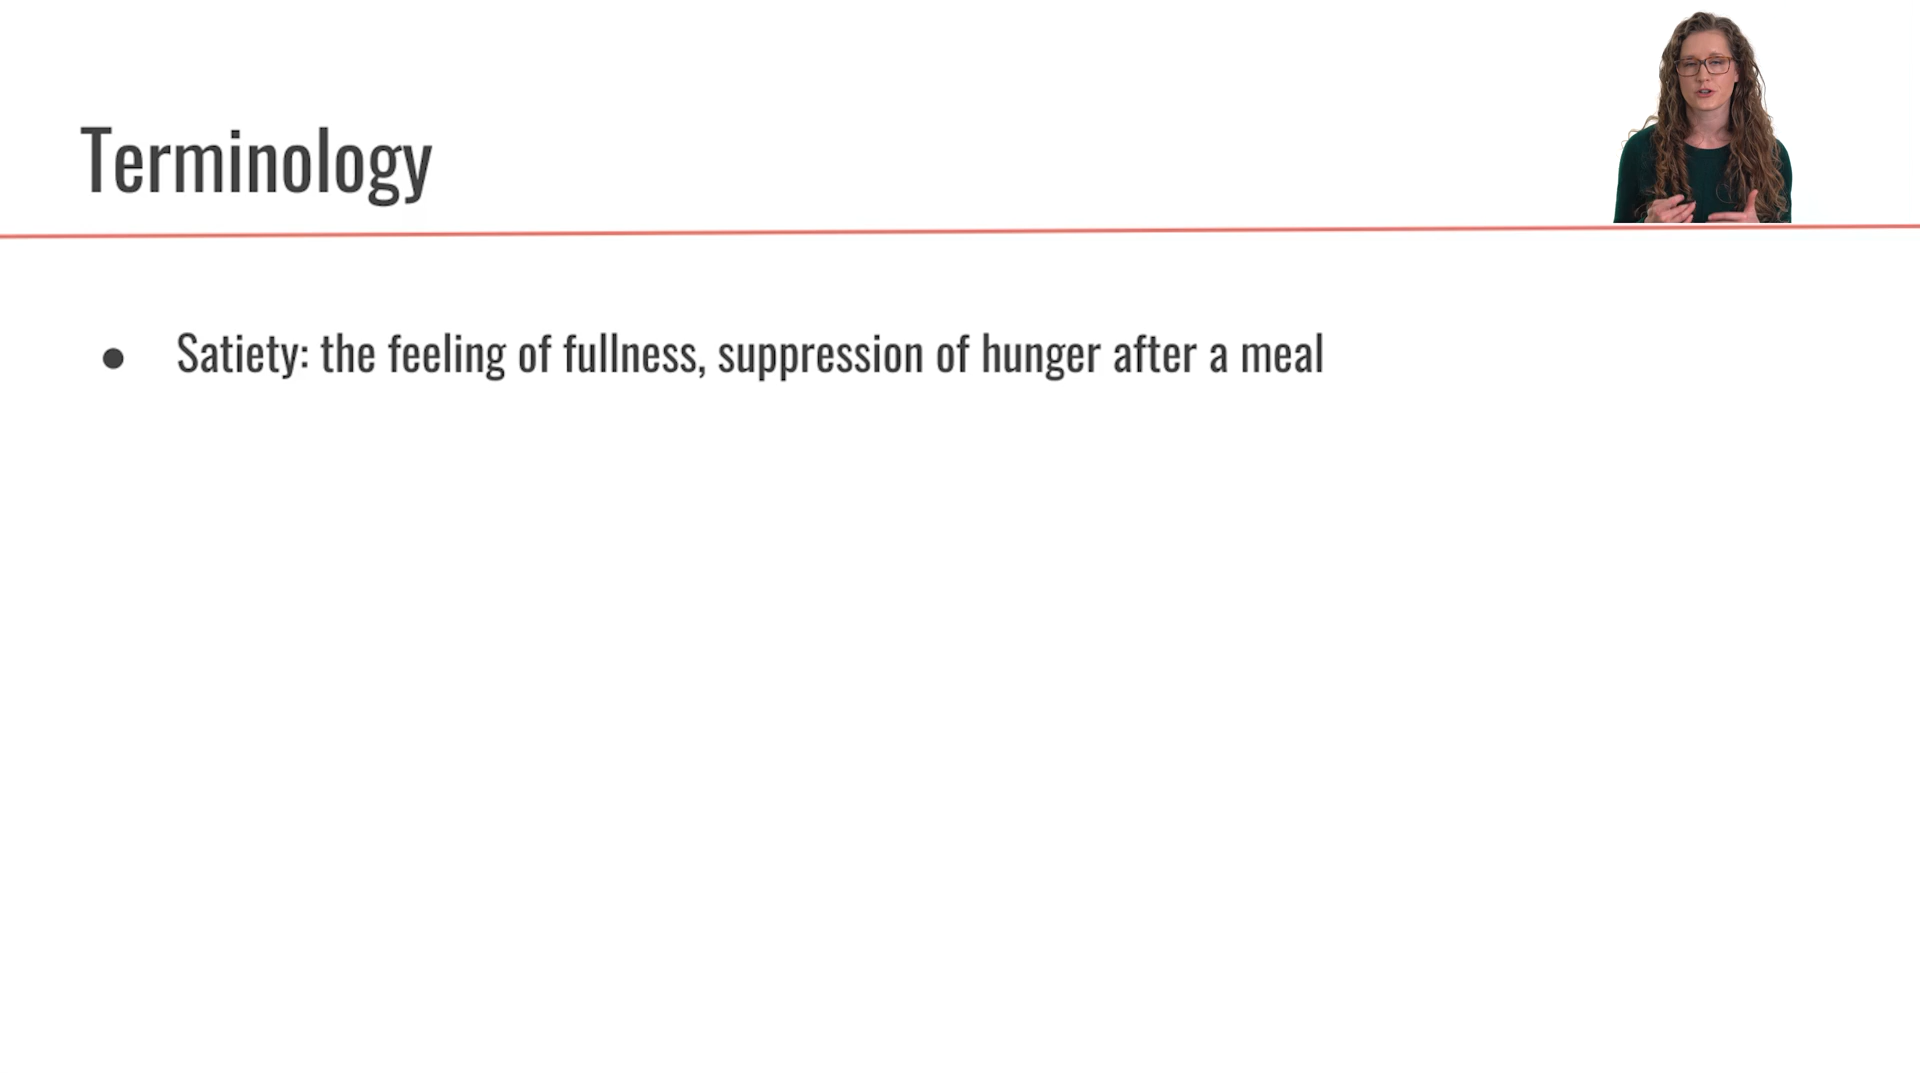 Terminology
● Satiety: the feeling of fullness, suppression of hunger after a meal